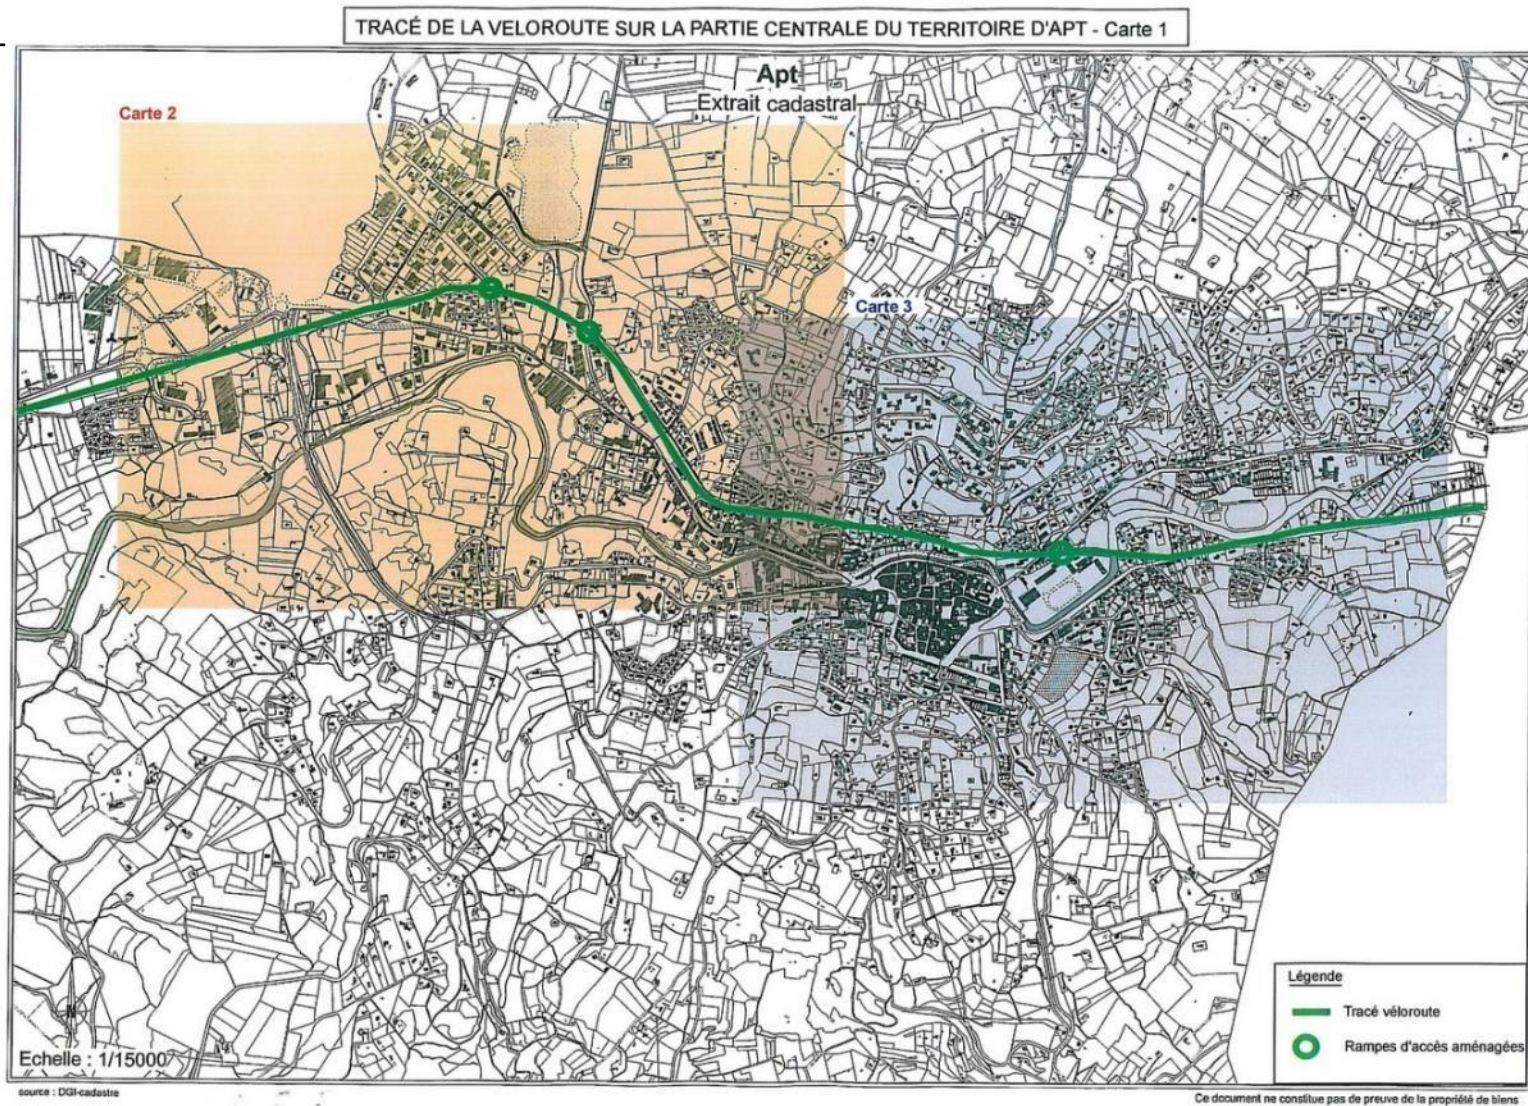 TRACÉ DE LA VELOROUTE SUR LA PARTIE CENTRALE DU TERRITOIRE D'APT - Carte 1
Apt
Extrait cadastral
Carte 2
Carte 3
Légende
Tracé véloroute
Rampes d'accès aménagées
Echelle : 1/15000
source : DGI-cadastre
Ce document ne constitue pas de preuve de la propriété de biens